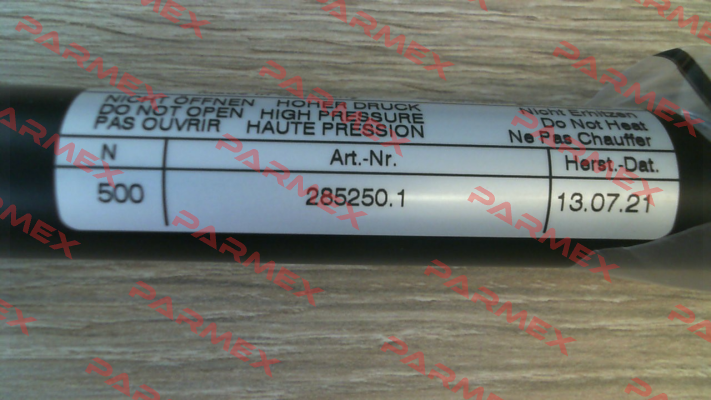 NICHT ÖFFNEN HOHER DRUCK Nicht Erhitzen
DO NOT OPEN HIGH PRESSURE Do Not Heat
PAS OUVRIR HAUTE PRESSION Ne Pas Chauffer
N Art.-Nr. Herst.-Dat.
500 285250.1 13.07.21
PARMEX